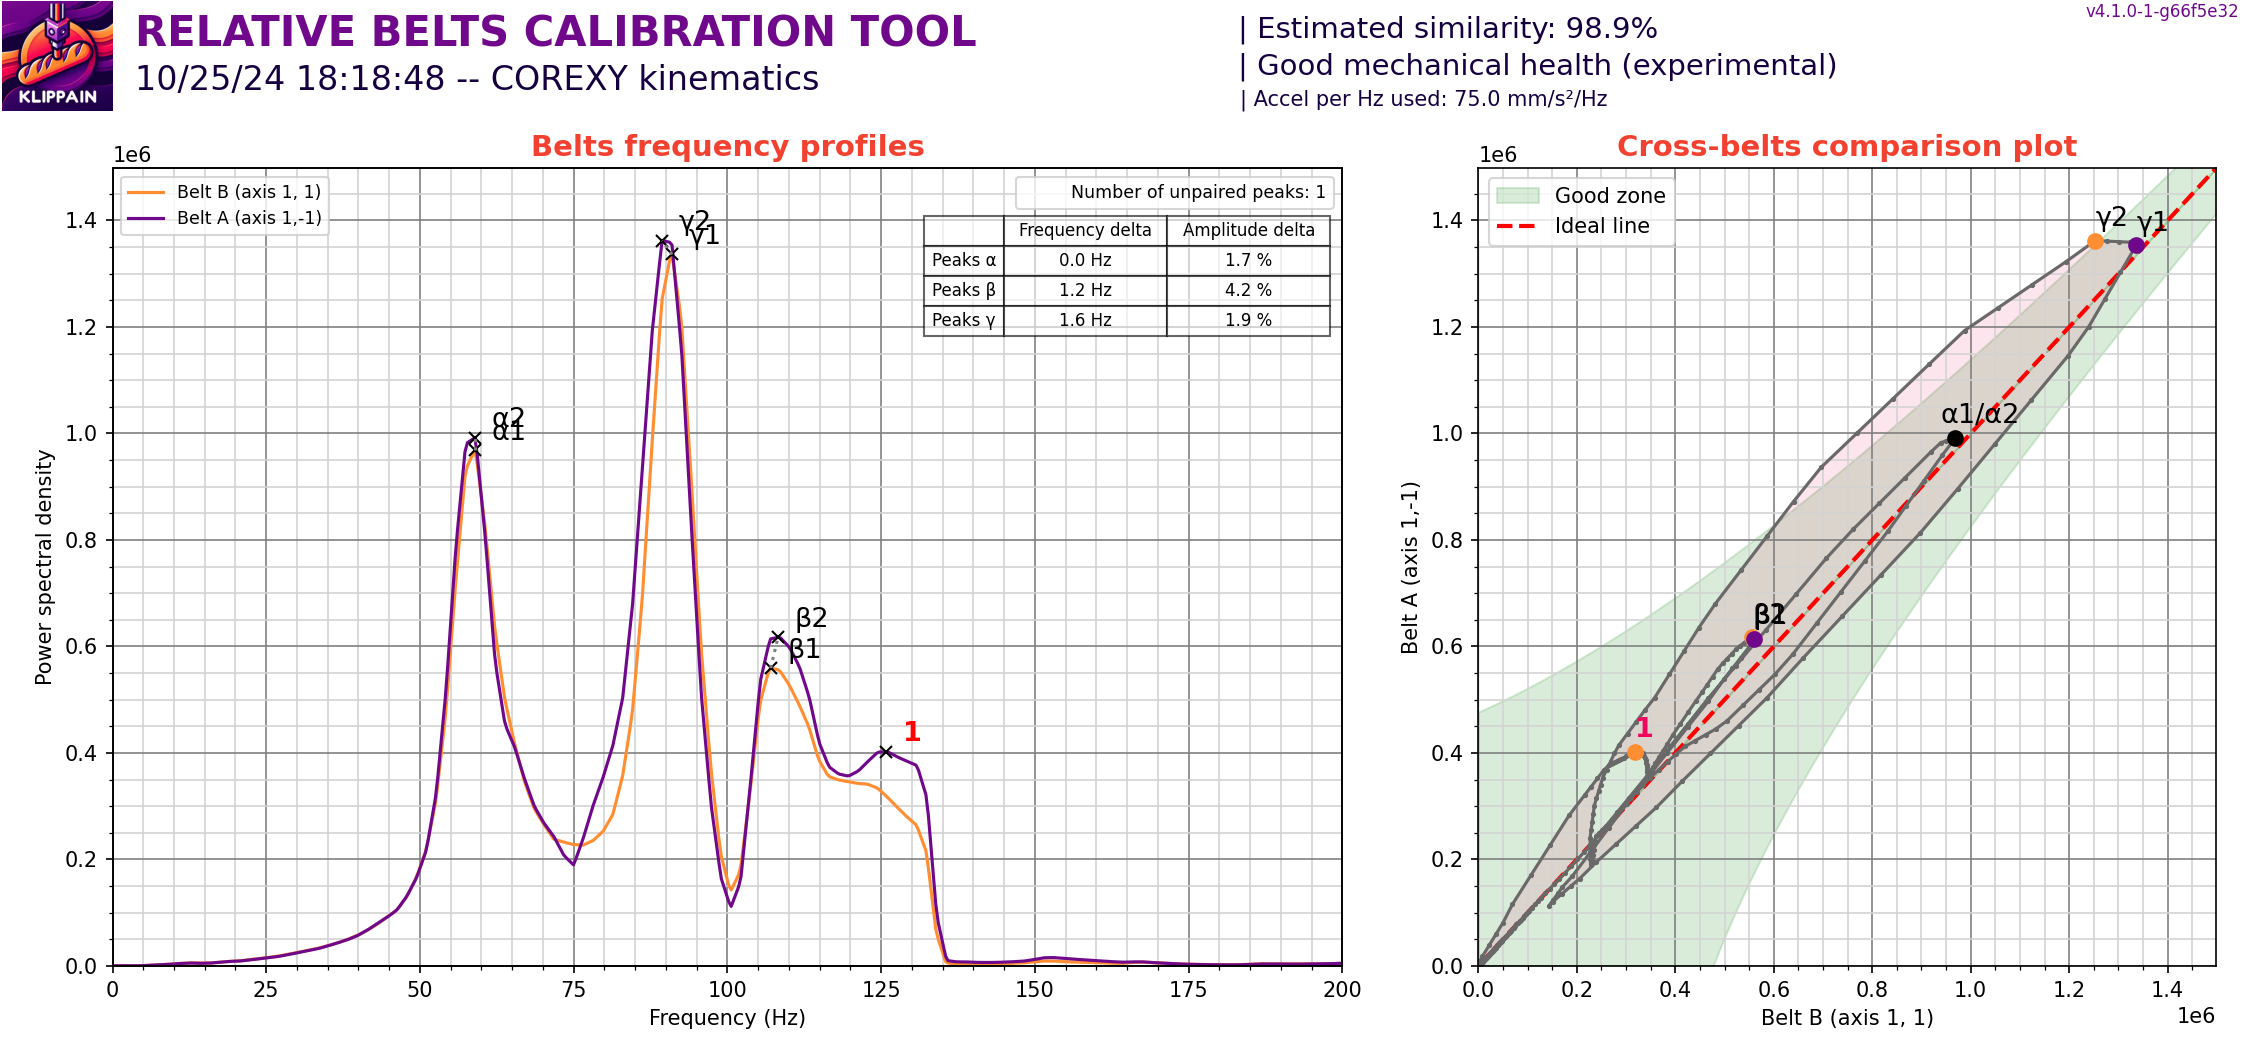 KLIPPAIN
RELATIVE BELTS CALIBRATION TOOL
10/25/24 18:18:48 -- COREXY kinematics
| Estimated similarity: 98.9%
| Good mechanical health (experimental)
| Accel per Hz used: 75.0 mm/s²/Hz
v4.1.0-1-g66f5e32
Belts frequency profiles
1e6
Belt B (axis 1, 1)
Belt A (axis 1,-1)
Number of unpaired peaks: 1
Frequency delta Amplitude delta
Peaks α 0.0 Hz 1.7 %
Peaks β 1.2 Hz 4.2 %
Peaks γ 1.6 Hz 1.9 %
γ2
γ1
α2
α1
β2
β1
1
Power spectral density
1.4
1.2
1.0
0.8
0.6
0.4
0.2
0.0
0 25 50 75 100 125 150 175 200
Frequency (Hz)
Cross-belts comparison plot
1e6
Good zone
Ideal line
γ2 γ1
α1/α2
β2
β1
1
Belt A (axis 1,-1)
1.4
1.2
1.0
0.8
0.6
0.4
0.2
0.0
0.0 0.2 0.4 0.6 0.8 1.0 1.2 1.4
Belt B (axis 1, 1)
1e6